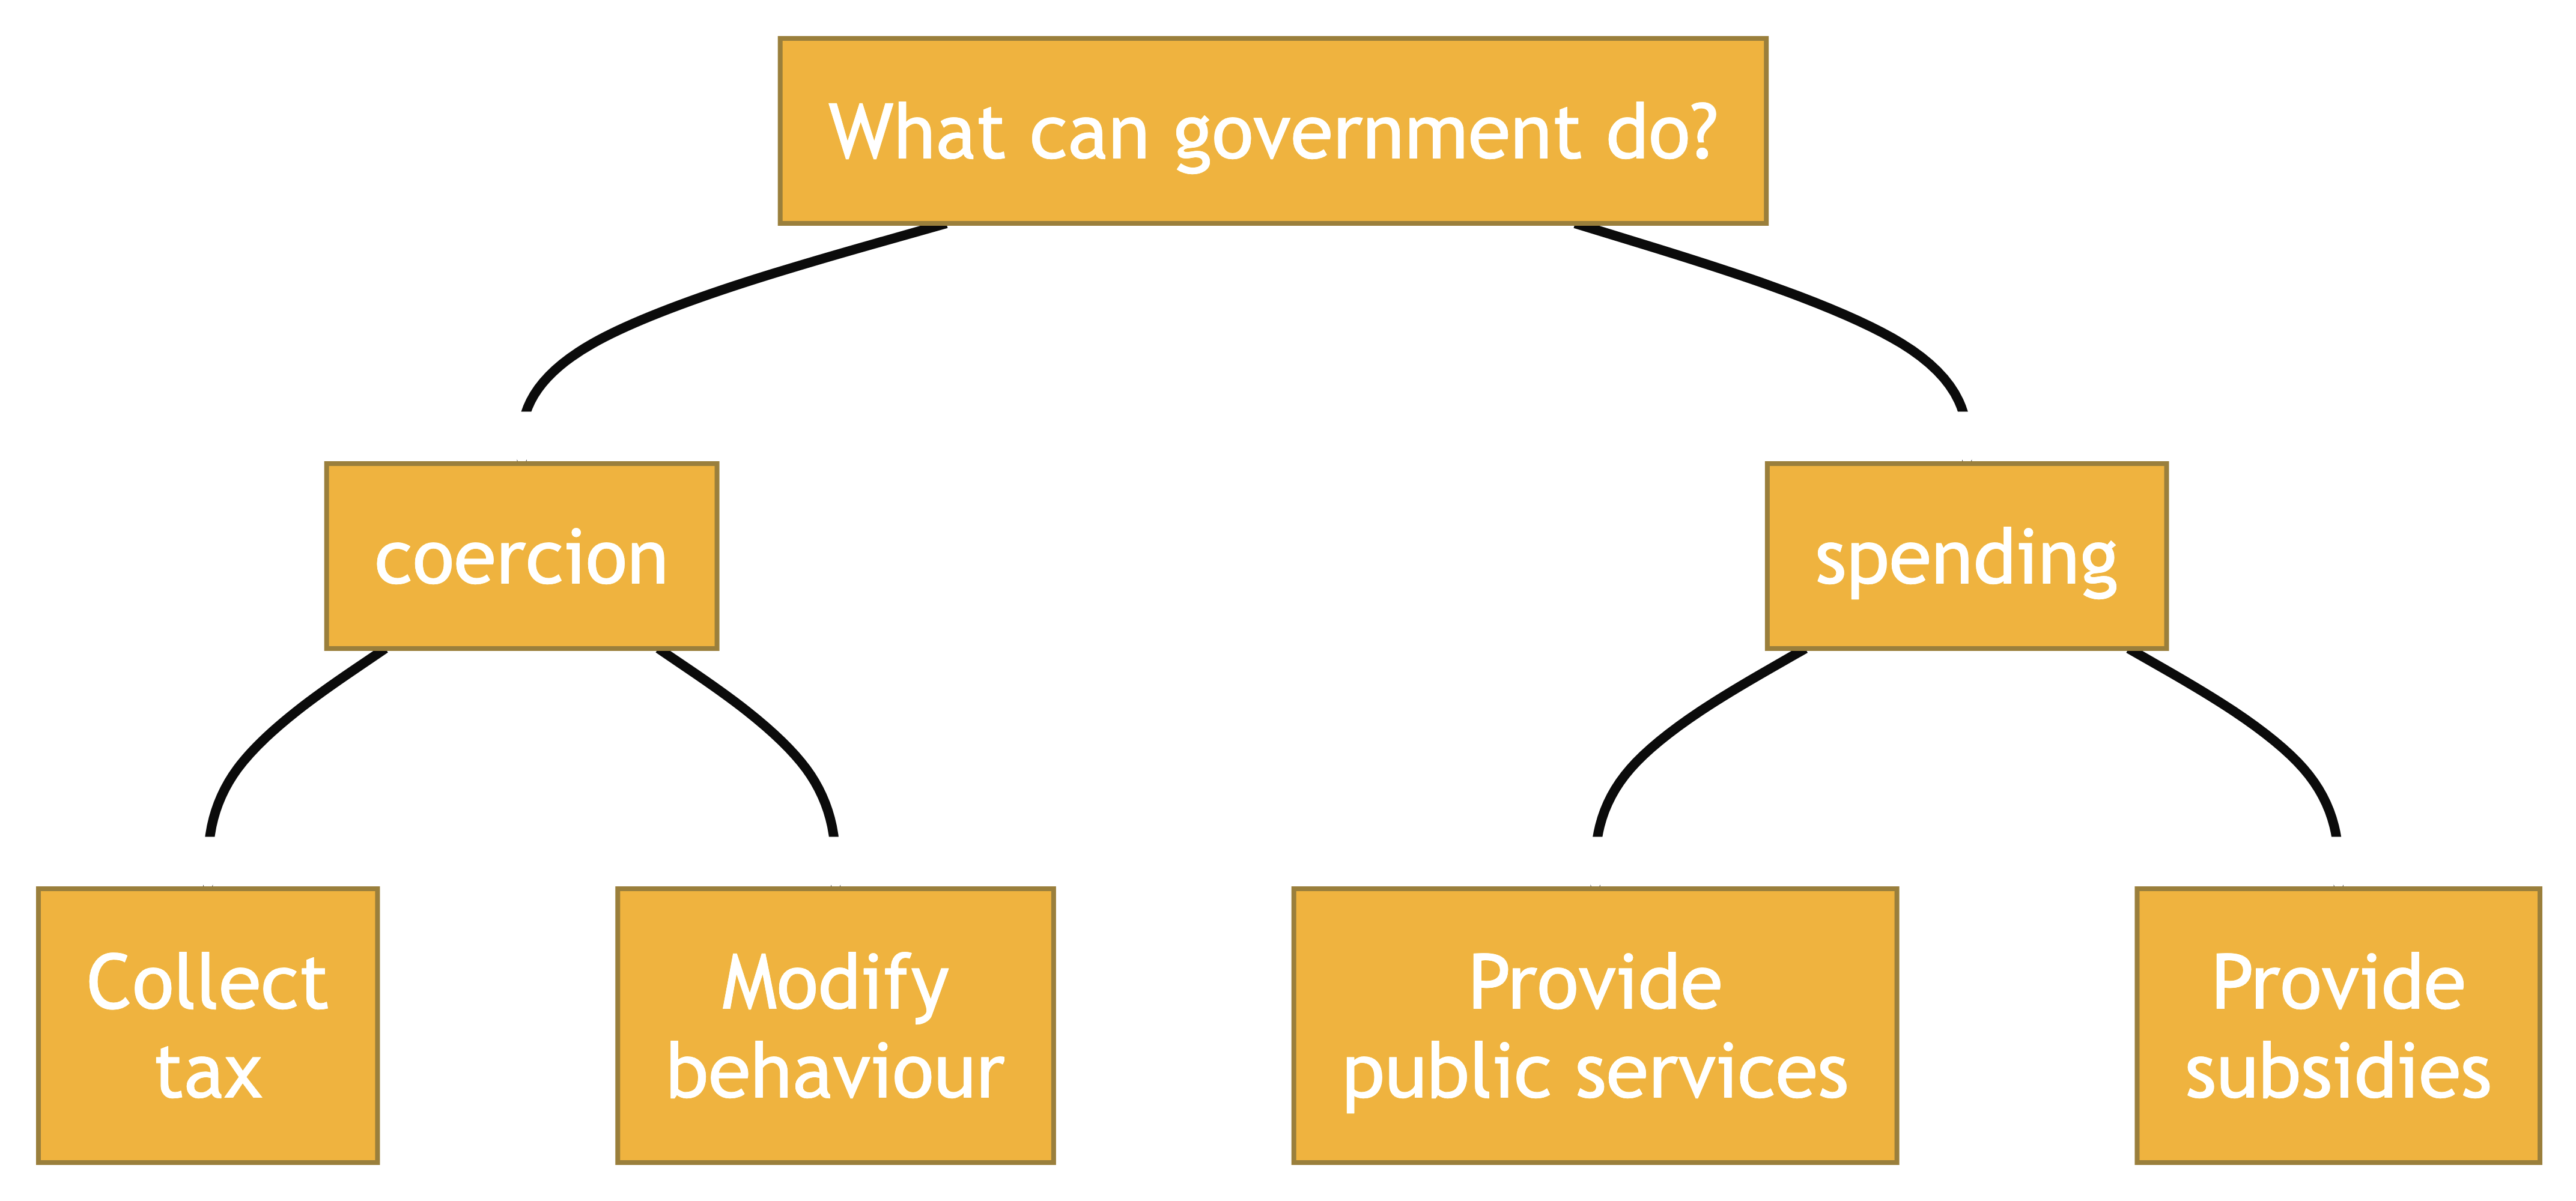 What can government do?
coercion
spending
Collect
tax
Modify
behaviour
Provide
public services
Provide
subsidies